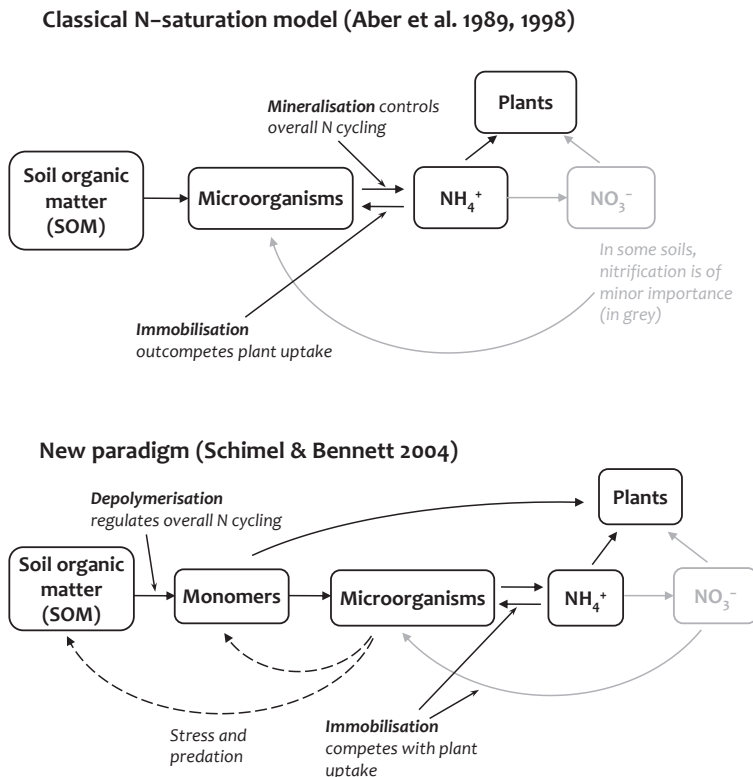 Classical N–saturation model (Aber et al. 1989, 1998)
Mineralisation controls
overall N cycling
Plants
Soil organic
matter
(SOM)
Microorganisms
NH₄⁺
NO₃⁻
In some soils,
nitrification is of
minor importance
(in grey)
Immobilisation
outcompetes plant uptake
New paradigm (Schimel & Bennett 2004)
Depolymerisation
regulates overall N cycling
Plants
Soil organic
matter
(SOM)
Monomers
Microorganisms
NH₄⁺
NO₃⁻
Stress and
predation
Immobilisation
competes with plant
uptake